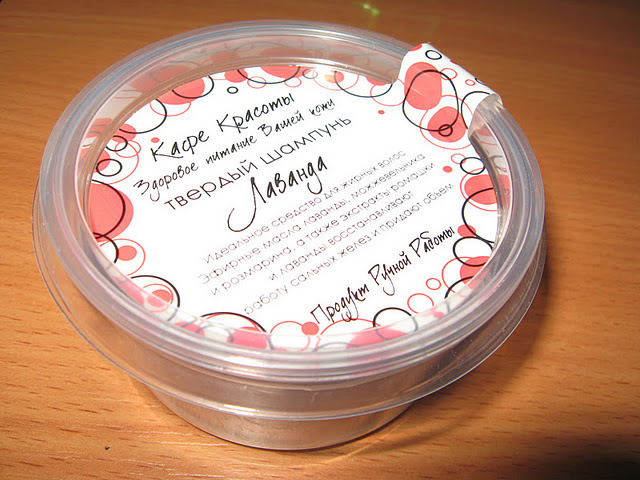 Кафе Красоты
Здоровое питание Вашей кожи
твердый шампунь
Лаванда
Идеальное средство для жирных волос
Эфирные масла лаванды, можжевельника
и розмарина, а также экстракты ромашки
и лаванды восстанавливают
работу сальных желез и придают объем
Продукт Ручной Работы